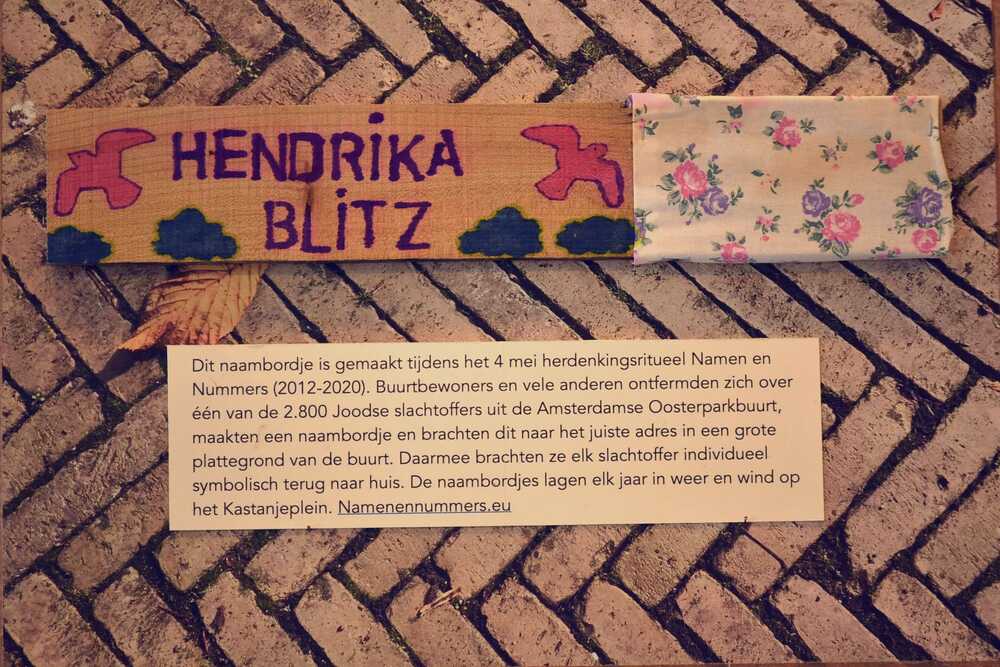 HENDRiKA
BLiTZ
Dit naambordje is gemaakt tijdens het 4 mei herdenkingsritueel Namen en
Nummers (2012-2020). Buurtbewoners en vele anderen ontfermden zich over
één van de 2.800 Joodse slachtoffers uit de Amsterdamse Oosterparkbuurt,
maakten een naambordje en brachten dit naar het juiste adres in een grote
plattegrond van de buurt. Daarmee brachten ze elk slachtoffer individueel
symbolisch terug naar huis. De naambordjes lagen elk jaar in weer en wind op
het Kastanjeplein. Namenennummers.eu